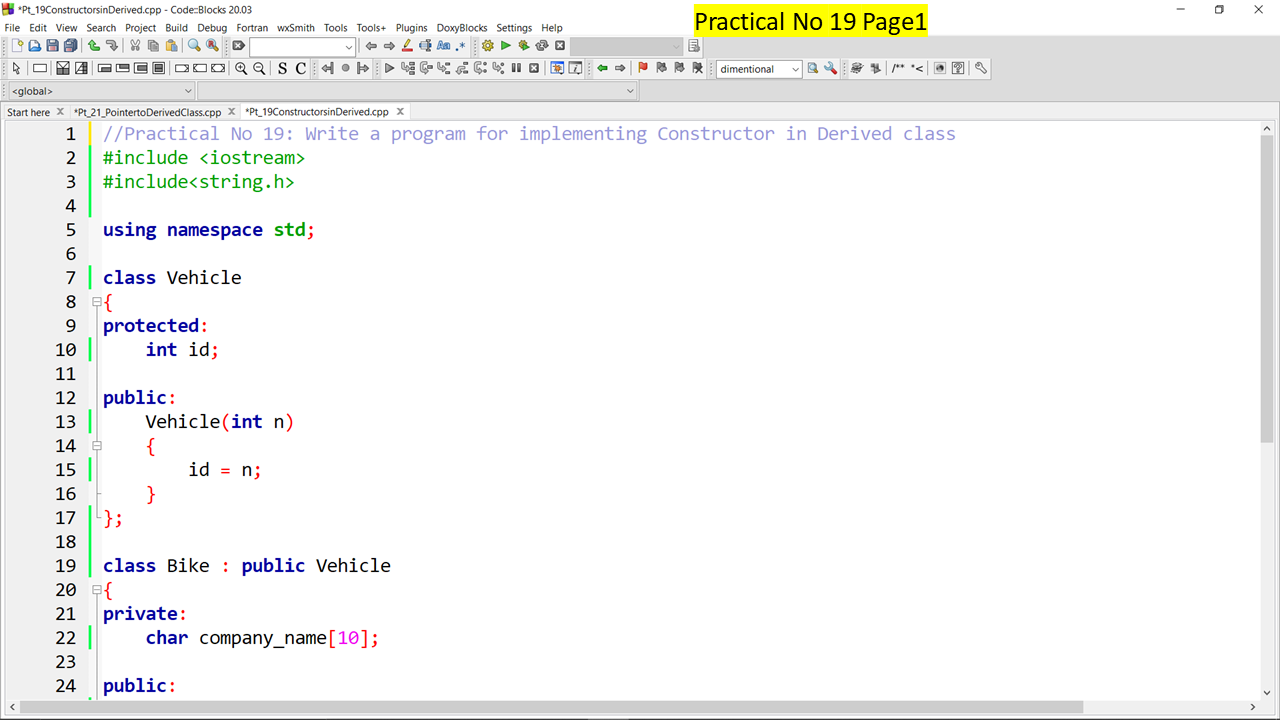 *Pt_19ConstructorsinDerived.cpp - Code::Blocks 20.03
Practical No 19 Page1
File Edit View Search Project Build Debug Fortran wxSmith Tools Tools+ Plugins DoxyBlocks Settings Help
S C
dimentional
/** *<
<global>
Start here *Pt_21_PointertoDerivedClass.cpp *Pt_19ConstructorsinDerived.cpp
1 //Practical No 19: Write a program for implementing Constructor in Derived class
2 #include <iostream>
3 #include<string.h>
4
5 using namespace std;
6
7 class Vehicle
8 {
9 protected:
10 int id;
11
12 public:
13 Vehicle(int n)
14 {
15 id = n;
16 }
17 };
18
19 class Bike : public Vehicle
20 {
21 private:
22 char company_name[10];
23
24 public: